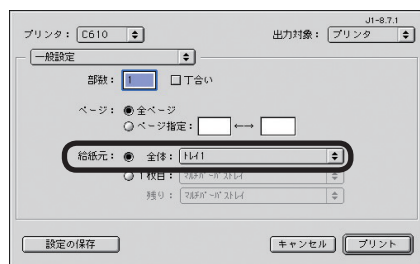 J1-8.7.1
プリンタ： C610 出力対象： プリンタ
一般設定
部数： 1 丁合い
ページ： 全ページ
ページ指定：
給紙元： 全体： トレイ1
1 枚目： マルチパーパストレイ
残り： マルチパーパストレイ
設定の保存 キャンセル プリント